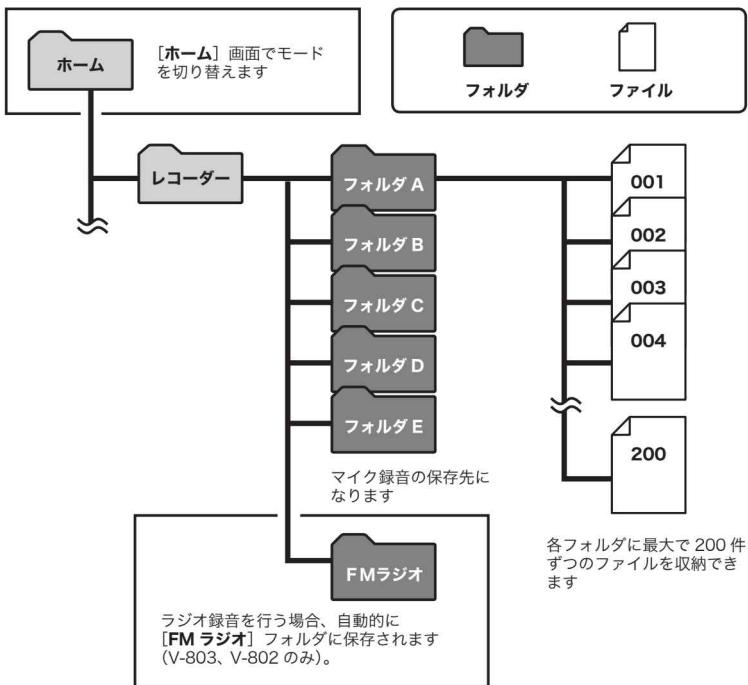 ホーム
[ホーム] 画面でモード
を切り替えます
フォルダ
ファイル
レコーダー
フォルダ A
フォルダ B
フォルダ C
フォルダ D
フォルダ E
マイク録音の保存先に
なります
001
002
003
004
200
各フォルダに最大で 200 件
ずつのファイルを収納でき
ます
FMラジオ
ラジオ録音を行う場合、自動的に
[FM ラジオ] フォルダに保存されます
(V-803、V-802 のみ)。